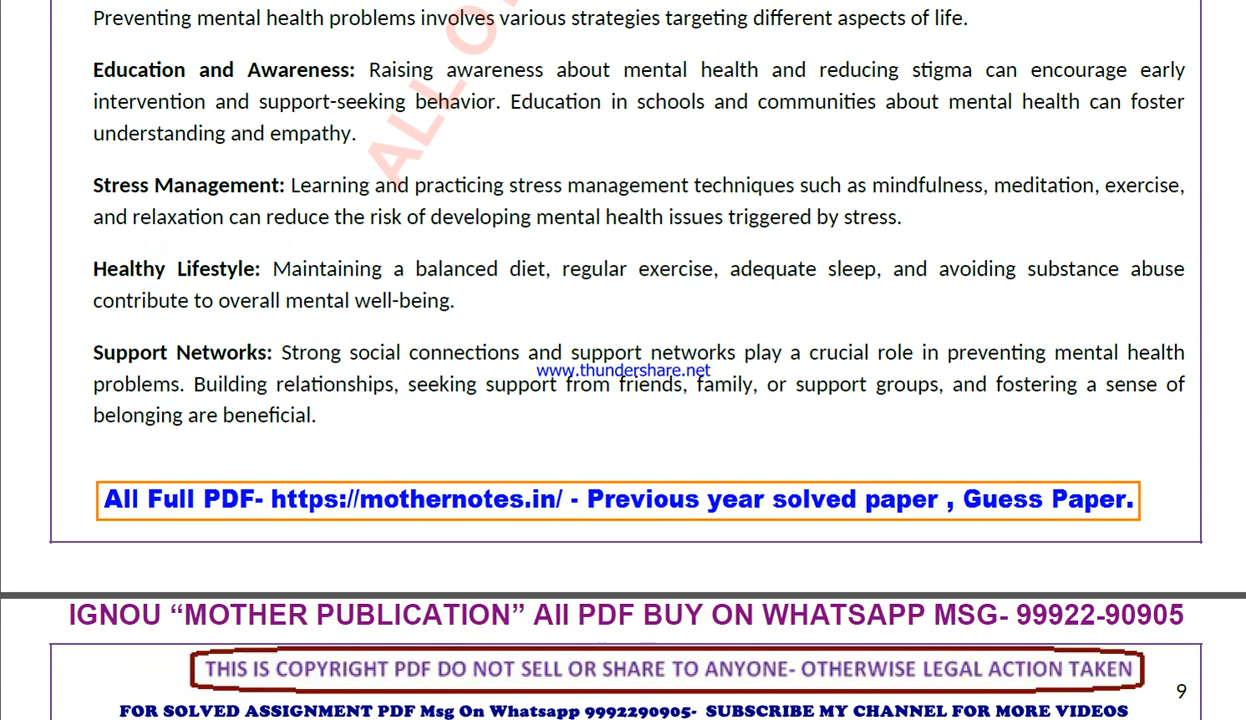 Preventing mental health problems involves various strategies targeting different aspects of life.
Education and Awareness: Raising awareness about mental health and reducing stigma can encourage early
intervention and support-seeking behavior. Education in schools and communities about mental health can foster
understanding and empathy.
Stress Management: Learning and practicing stress management techniques such as mindfulness, meditation, exercise,
and relaxation can reduce the risk of developing mental health issues triggered by stress.
Healthy Lifestyle: Maintaining a balanced diet, regular exercise, adequate sleep, and avoiding substance abuse
contribute to overall mental well-being.
Support Networks: Strong social connections and support networks play a crucial role in preventing mental health
www.thundershare.net
problems. Building relationships, seeking support from friends, family, or support groups, and fostering a sense of
belonging are beneficial.
All Full PDF- https://mothernotes.in/ - Previous year solved paper , Guess Paper.
IGNOU “MOTHER PUBLICATION” All PDF BUY ON WHATSAPP MSG- 99922-90905
THIS IS COPYRIGHT PDF DO NOT SELL OR SHARE TO ANYONE- OTHERWISE LEGAL ACTION TAKEN
9
FOR SOLVED ASSIGNMENT PDF Msg On Whatsapp 9992290905- SUBSCRIBE MY CHANNEL FOR MORE VIDEOS
ALL